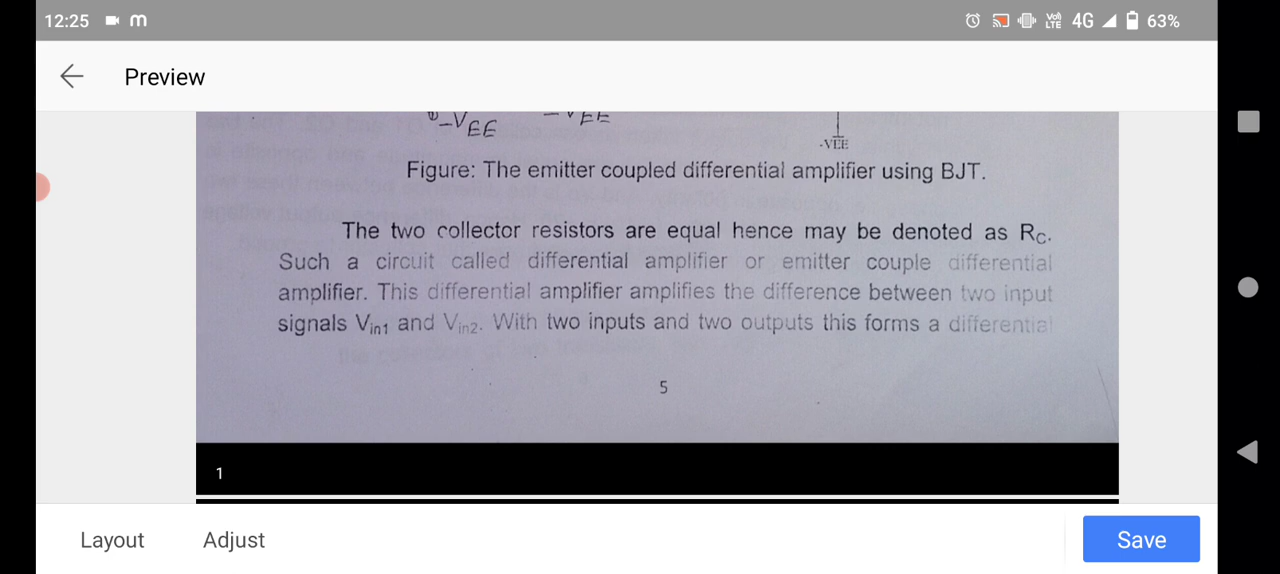 12:25 m 4G 63%
Preview
-VEE -VEE
-VEE
Figure: The emitter coupled differential amplifier using BJT.
The two collector resistors are equal hence may be denoted as RC.
Such a circuit called differential amplifier or emitter couple differential
amplifier. This differential amplifier amplifies the difference between two input
signals Vin1 and Vin2. With two inputs and two outputs this forms a differential
5
1
Layout Adjust Save